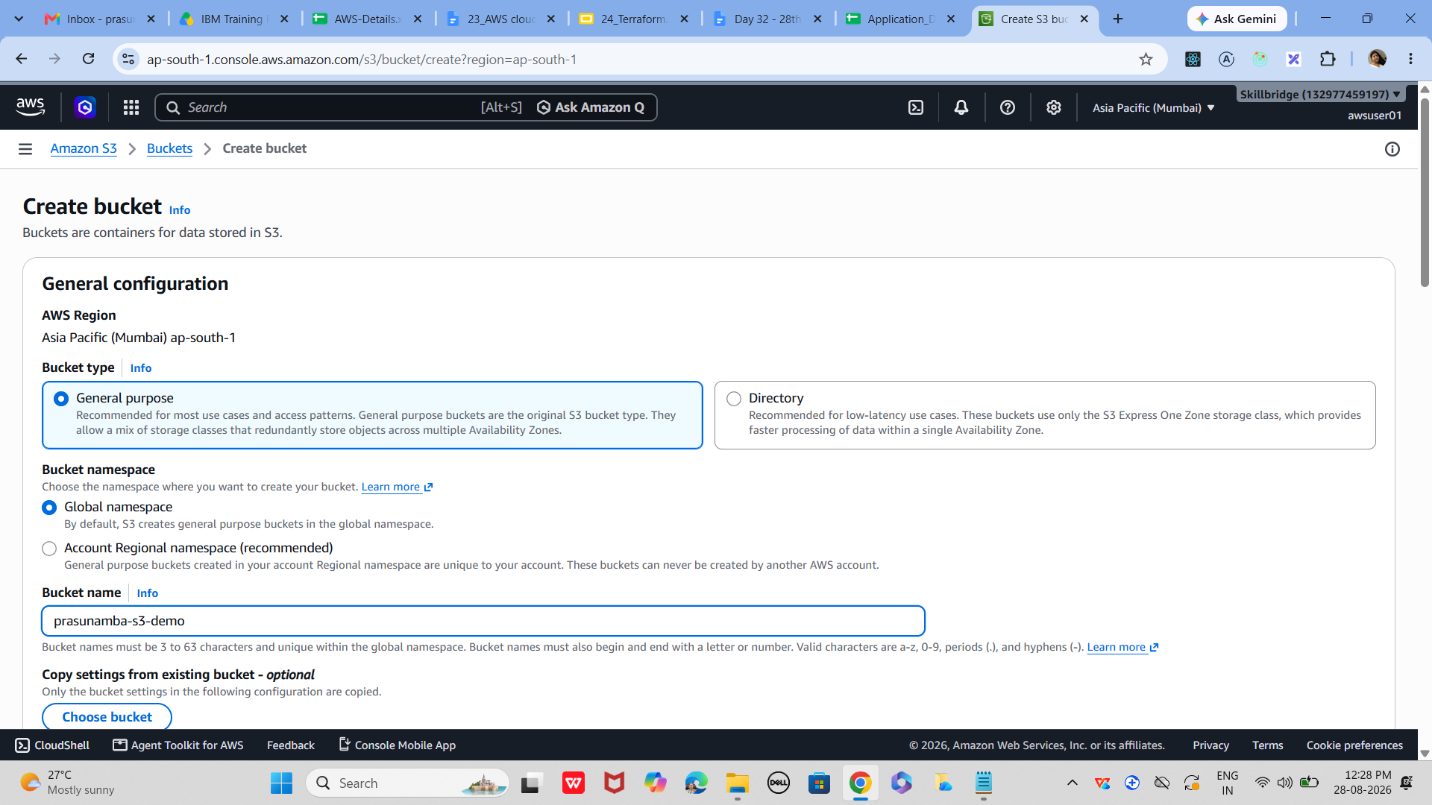 Inbox - prasu
IBM Training
AWS-Details.
23_AWS clou
24_Terraform
Day 32 - 28th
Application_D
Create S3 buc
Ask Gemini
ap-south-1.console.aws.amazon.com/s3/bucket/create?region=ap-south-1
aws
Search
[Alt+S]
Ask Amazon Q
Asia Pacific (Mumbai) ▼
Skillbridge (132977459197) ▼
awsuser01
Amazon S3 > Buckets > Create bucket
Create bucket Info
Buckets are containers for data stored in S3.
General configuration
AWS Region
Asia Pacific (Mumbai) ap-south-1
Bucket type Info
General purpose
Recommended for most use cases and access patterns. General purpose buckets are the original S3 bucket type. They
allow a mix of storage classes that redundantly store objects across multiple Availability Zones.
Directory
Recommended for low-latency use cases. These buckets use only the S3 Express One Zone storage class, which provides
faster processing of data within a single Availability Zone.
Bucket namespace
Choose the namespace where you want to create your bucket. Learn more
Global namespace
By default, S3 creates general purpose buckets in the global namespace.
Account Regional namespace (recommended)
General purpose buckets created in your account Regional namespace are unique to your account. These buckets can never be created by another AWS account.
Bucket name Info
prasunamba-s3-demo
Bucket names must be 3 to 63 characters and unique within the global namespace. Bucket names must also begin and end with a letter or number. Valid characters are a-z, 0-9, periods (.), and hyphens (-). Learn more
Copy settings from existing bucket - optional
Only the bucket settings in the following configuration are copied.
Choose bucket
CloudShell
Agent Toolkit for AWS
Feedback
Console Mobile App
© 2026, Amazon Web Services, Inc. or its affiliates.
Privacy
Terms
Cookie preferences
27°C
Mostly sunny
Search
DELL
ENG
IN
12:28 PM
28-08-2026